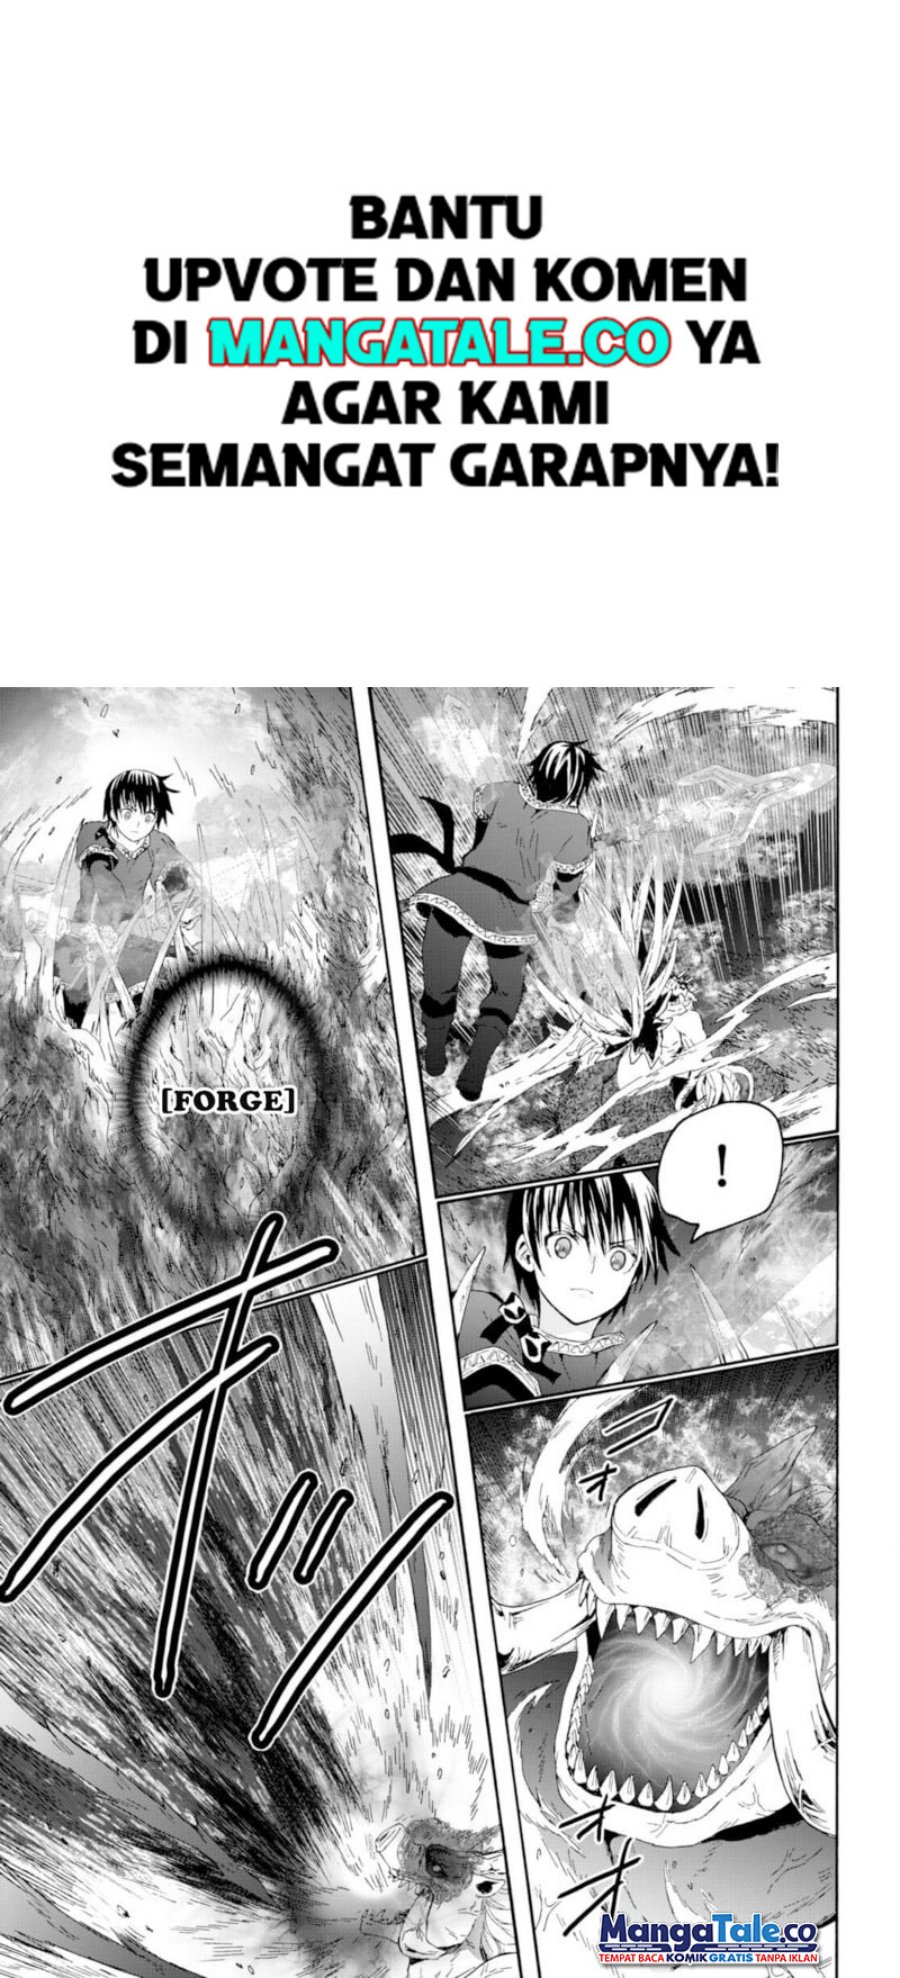 BANTU
UPVOTE DAN KOMEN
DI MANGATALE.CO YA
AGAR KAMI
SEMANGAT GARAPNYA!
!
[FORGE]
オッ
MangaTale.co
TEMPAT BACA KOMIK GRATIS TANPA IKLAN